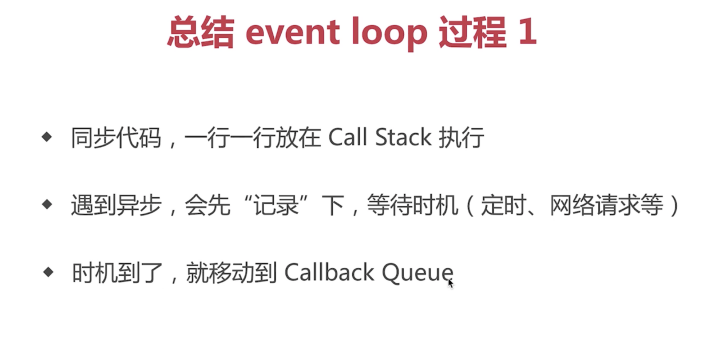 总结 event loop 过程 1
同步代码，一行一行放在 Call Stack 执行
遇到异步，会先“记录”下，等待时机（定时、网络请求等）
时机到了，就移动到 Callback Queue